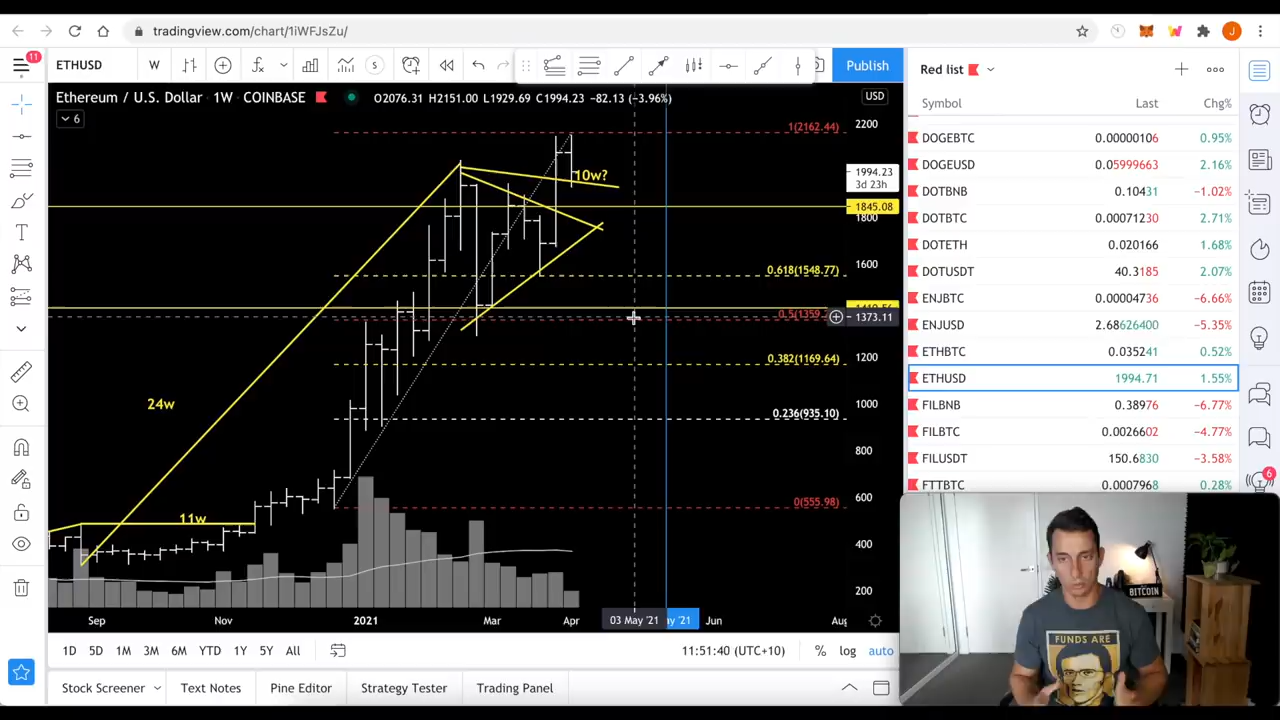 tradingview.com/chart/1iWFJsZu/
J
11
ETHUSD
W
S
Publish
Red list
Ethereum / U.S. Dollar · 1W · COINBASE
O2076.31 H2151.00 L1929.69 C1994.23 −82.13 (−3.96%)
USD
6
Symbol
Last
Chg%
DOGEBTC 0.00000106 0.95%
DOGEUSD 0.05999663 2.16%
DOTBNB 0.10431 −1.02%
DOTBTC 0.00071230 2.71%
DOTETH 0.020166 1.68%
DOTUSDT 40.3185 2.07%
ENJBTC 0.00004736 −6.66%
ENJUSD 2.68626400 −5.35%
ETHBTC 0.035241 0.52%
ETHUSD 1994.71 1.55%
FILBNB 0.38976 −6.77%
FILBTC 0.0026602 −4.77%
FILUSDT 150.6830 −3.58%
FTTBTC 0.0007968 0.28%
6
2200
1(2162.44)
10w?
1994.23
3d 23h
1845.08
1800
1600
0.618(1548.77)
1373.11
1200
0.382(1169.64)
1000
0.236(935.10)
800
600
0(555.98)
400
200
24w
11w
Sep
Nov
2021
Mar
Apr
03 May '21
Jun
1D 5D 1M 3M 6M YTD 1Y 5Y All
11:51:40 (UTC+10)
%
log
auto
Stock Screener
Text Notes
Pine Editor
Strategy Tester
Trading Panel
BITCOIN
FUNDS ARE